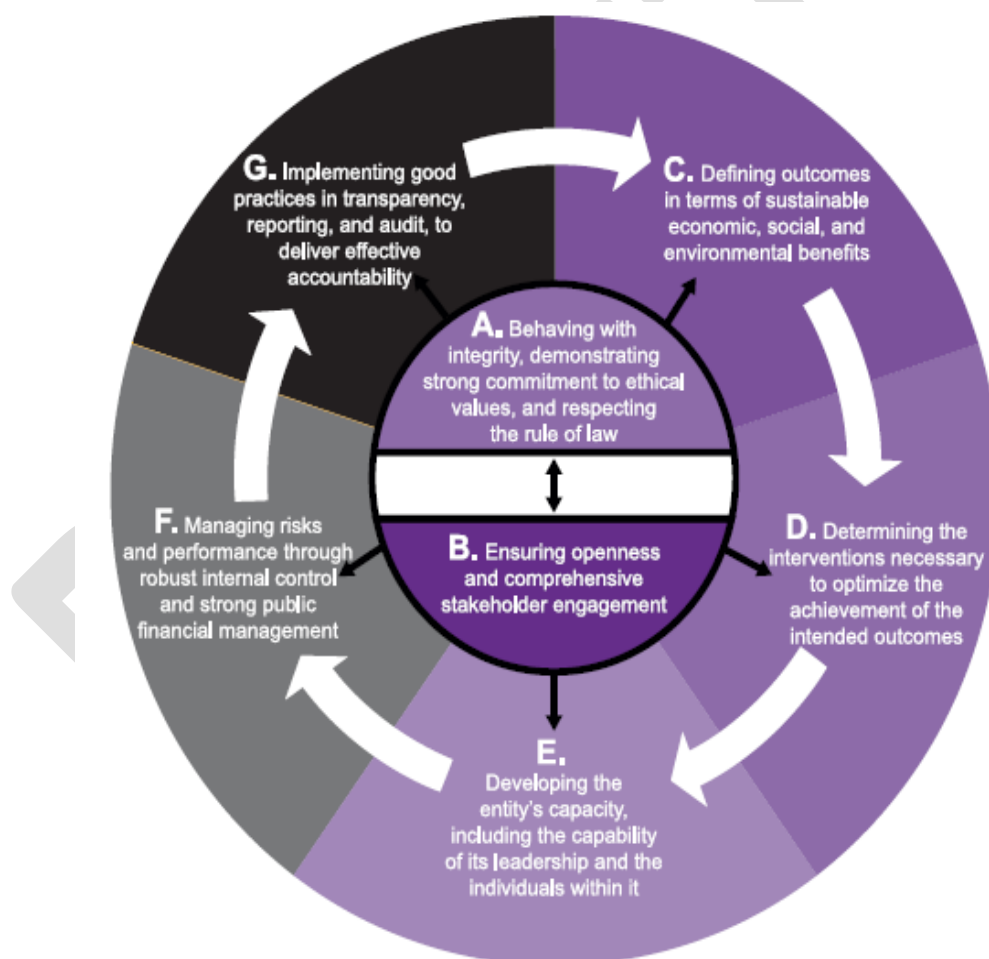 G. Implementing good
practices in transparency,
reporting, and audit, to
deliver effective
accountability
C. Defining outcomes
in terms of sustainable
economic, social, and
environmental benefits
A. Behaving with
integrity, demonstrating
strong commitment to ethical
values, and respecting
the rule of law
B. Ensuring openness
and comprehensive
stakeholder engagement
F. Managing risks
and performance through
robust internal control
and strong public
financial management
D. Determining the
interventions necessary
to optimize the
achievement of the
intended outcomes
E.
Developing the
entity's capacity,
including the capability
of its leadership and the
individuals within it